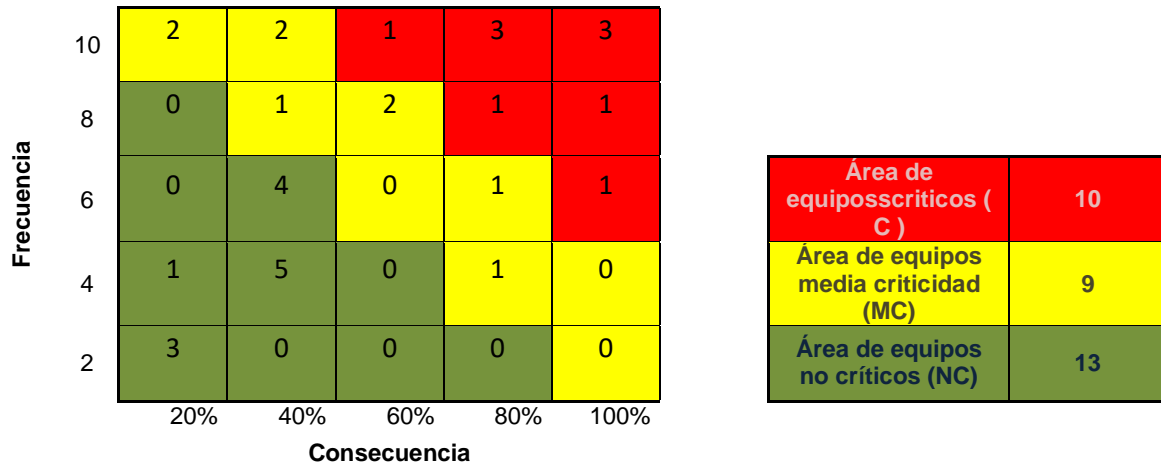 Frecuencia
10 2 2 1 3 3
8 0 1 2 1 1
6 0 4 0 1 1
4 1 5 0 1 0
2 3 0 0 0 0
20% 40% 60% 80% 100%
Consecuencia
Área de
equiposscriticos (
C )
10
Área de equipos
media criticidad
(MC)
9
Área de equipos
no críticos (NC)
13